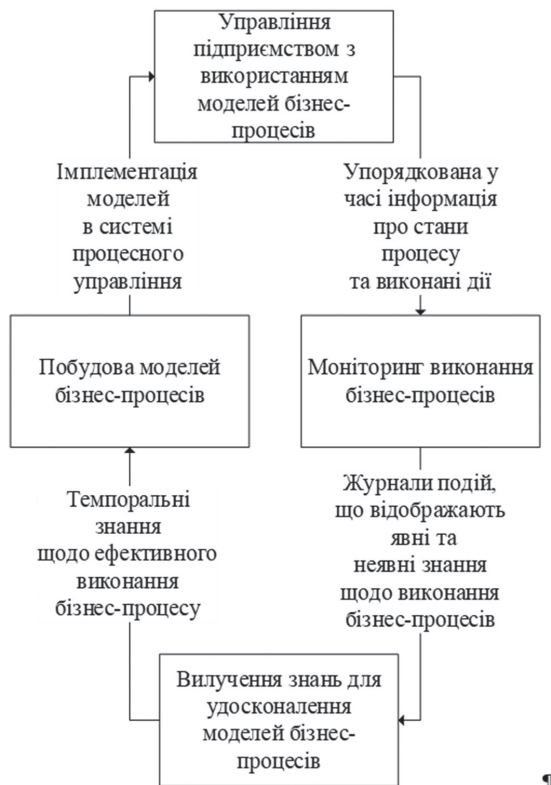 Управління
підприємством з
використанням
моделей бізнес-
процесів
Імплементація
моделей
в системі
процесного
управління
Упорядкована у
часі інформація
про стани
процесу
та виконані дії
Побудова моделей
бізнес-процесів
Моніторинг виконання
бізнес-процесів
Темпоральні
знання
щодо ефективного
виконання
бізнес-процесу
Журнали подій,
що відображають
явні та
неявні знання
щодо виконання
бізнес-процесів
Вилучення знань для
удосконалення
моделей бізнес-
процесів
¶